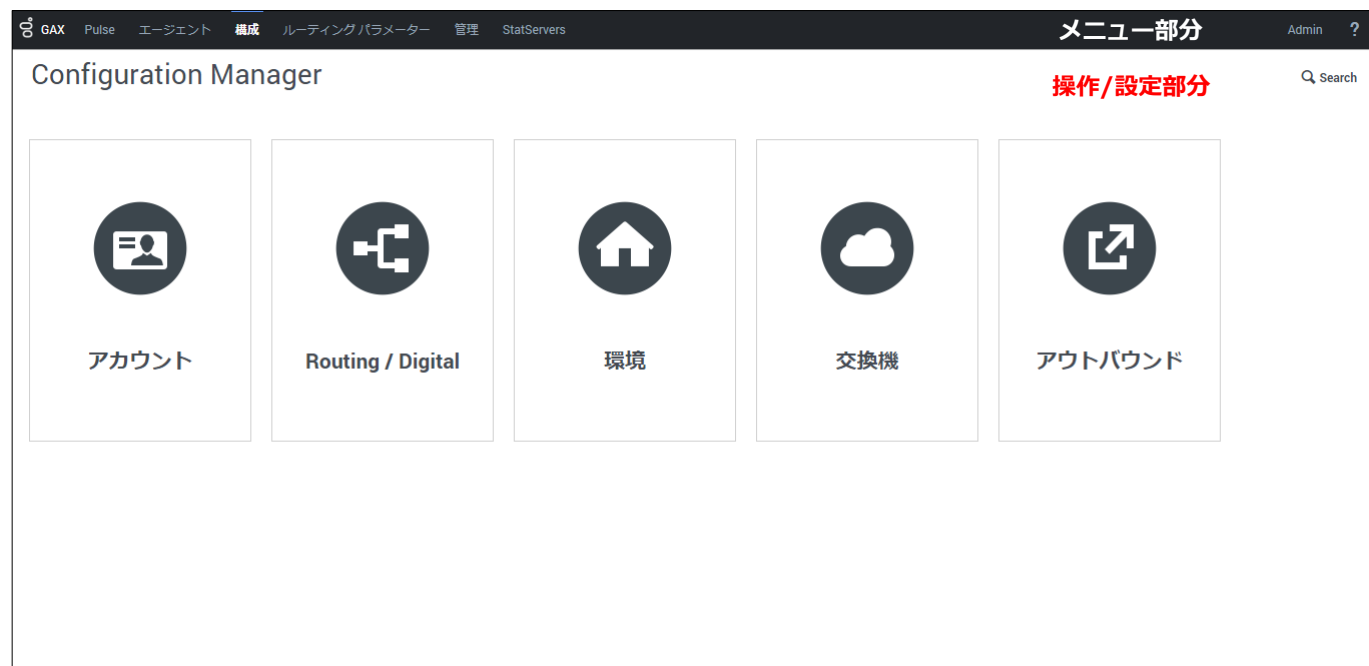 GAX Pulse エージェント 構成 ルーティングパラメーター 管理 StatServers メニュー部分 Admin ?
Configuration Manager 操作/設定部分 Search
アカウント Routing / Digital 環境 交換機 アウトバウンド